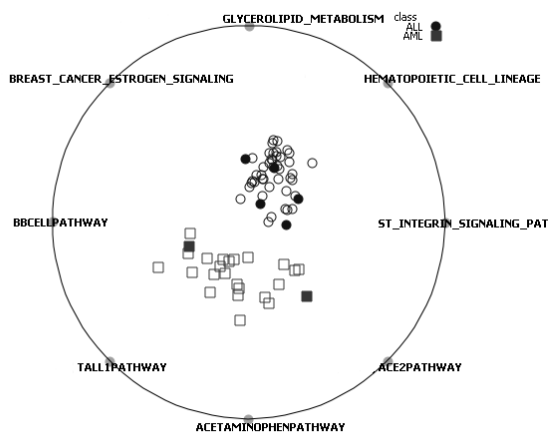 GLYCEROLIPID_METABOLISM
class
ALL
AML
BREAST_CANCER_ESTROGEN_SIGNALING
HEMATOPOIETIC_CELL_LINEAGE
BBCELLPATHWAY
ST_INTEGRIN_SIGNALING_PAT
TALL1PATHWAY
ACE2PATHWAY
ACETAMINOPHENPATHWAY